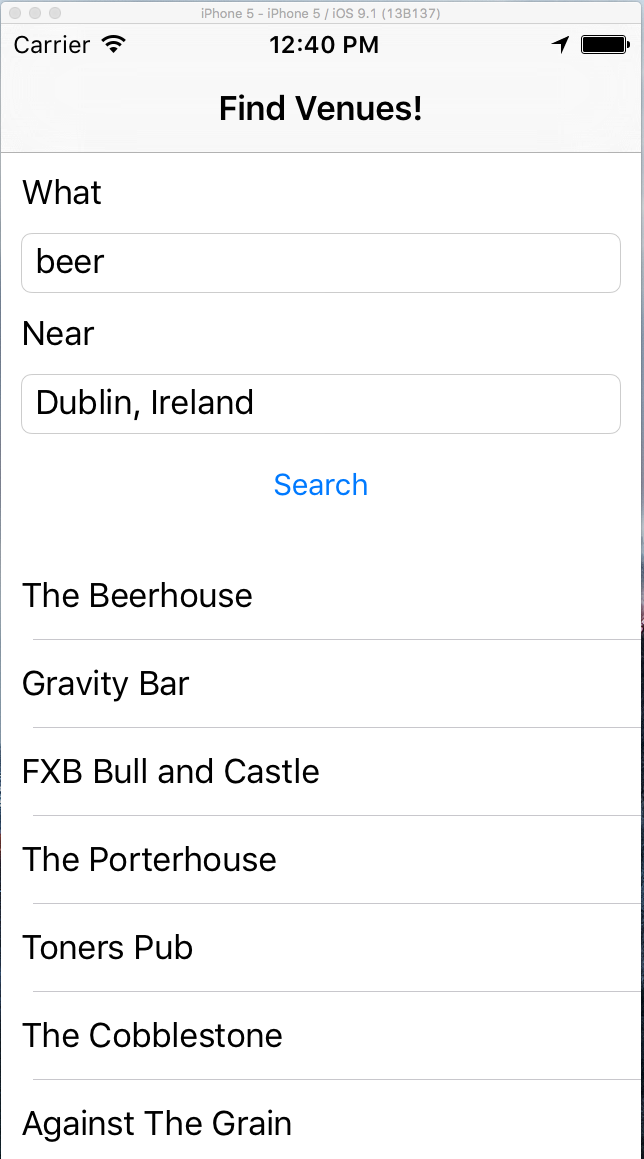 iPhone 5 - iPhone 5 / iOS 9.1 (13B137)
Carrier 12:40 PM
Find Venues!
What
beer
Near
Dublin, Ireland
Search
The Beerhouse
Gravity Bar
FXB Bull and Castle
The Porterhouse
Toners Pub
The Cobblestone
Against The Grain